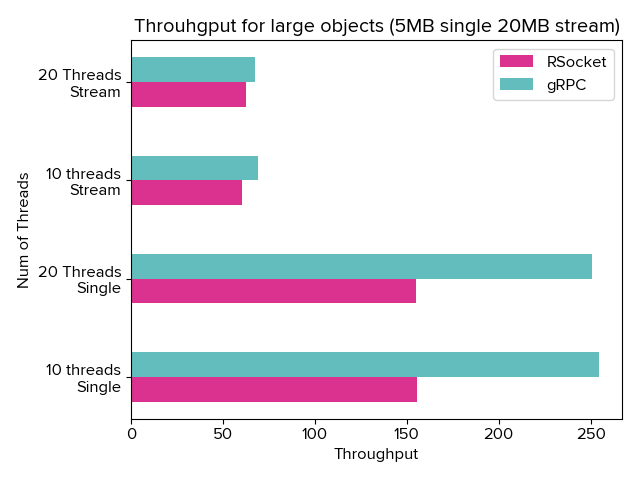 Throuhgput for large objects (5MB single 20MB stream)
RSocket
gRPC
20 Threads
Stream
10 threads
Stream
20 Threads
Single
10 threads
Single
Num of Threads
0 50 100 150 200 250
Throughput